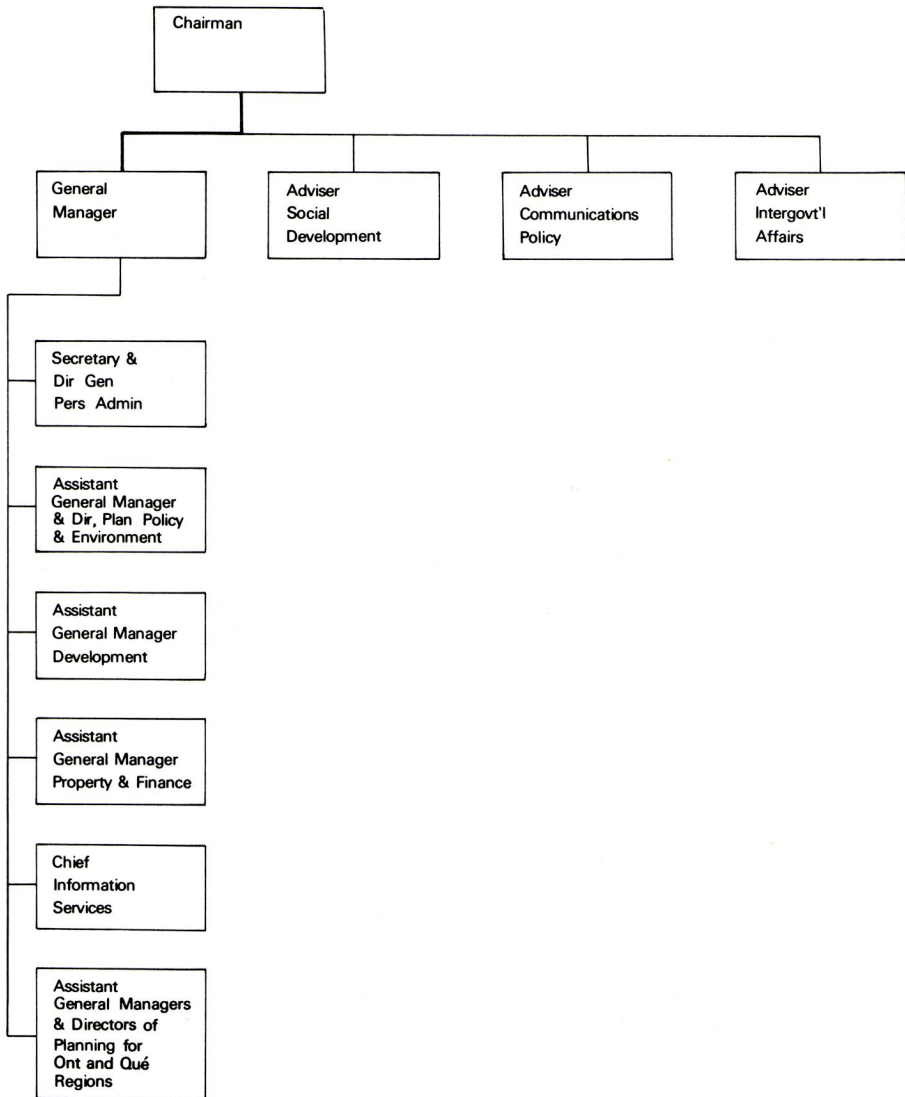 Chairman
General
Manager
Adviser
Social
Development
Adviser
Communications
Policy
Adviser
Intergovt'l
Affairs
Secretary &
Dir Gen
Pers Admin
Assistant
General Manager
& Dir, Plan Policy
& Environment
Assistant
General Manager
Development
Assistant
General Manager
Property & Finance
Chief
Information
Services
Assistant
General Managers
& Directors of
Planning for
Ont and Qué
Regions